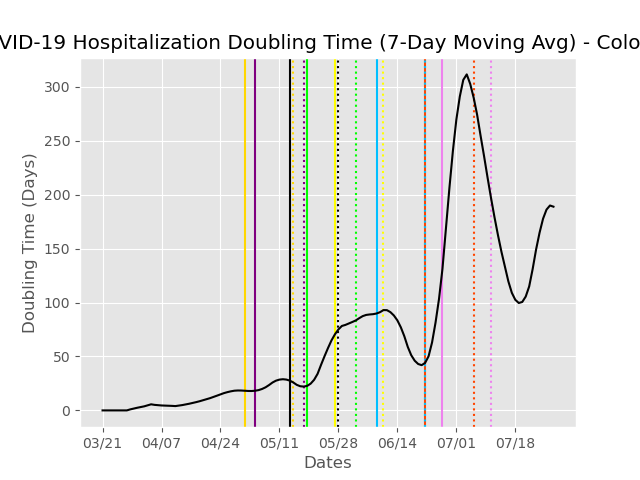 VID-19 Hospitalization Doubling Time (7-Day Moving Avg) - Colo
300
250
200
150
100
50
0
Doubling Time (Days)
03/21 04/07 04/24 05/11 05/28 06/14 07/01 07/18
Dates